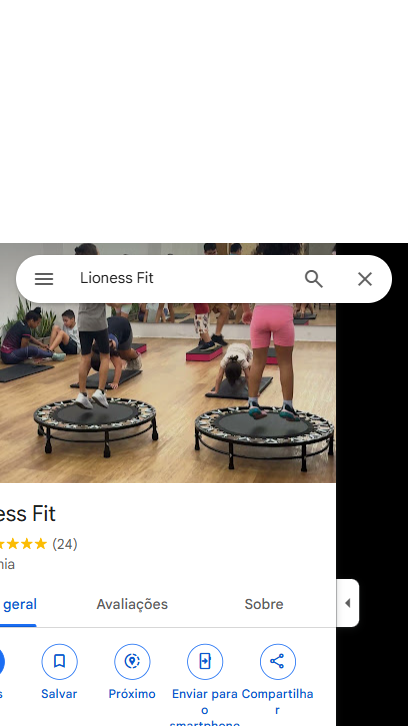 Lioness Fit
ess Fit
(24)
nia
geral
Avaliações
Sobre
s
Salvar
Próximo
Enviar para o smartphone
Compartilhar